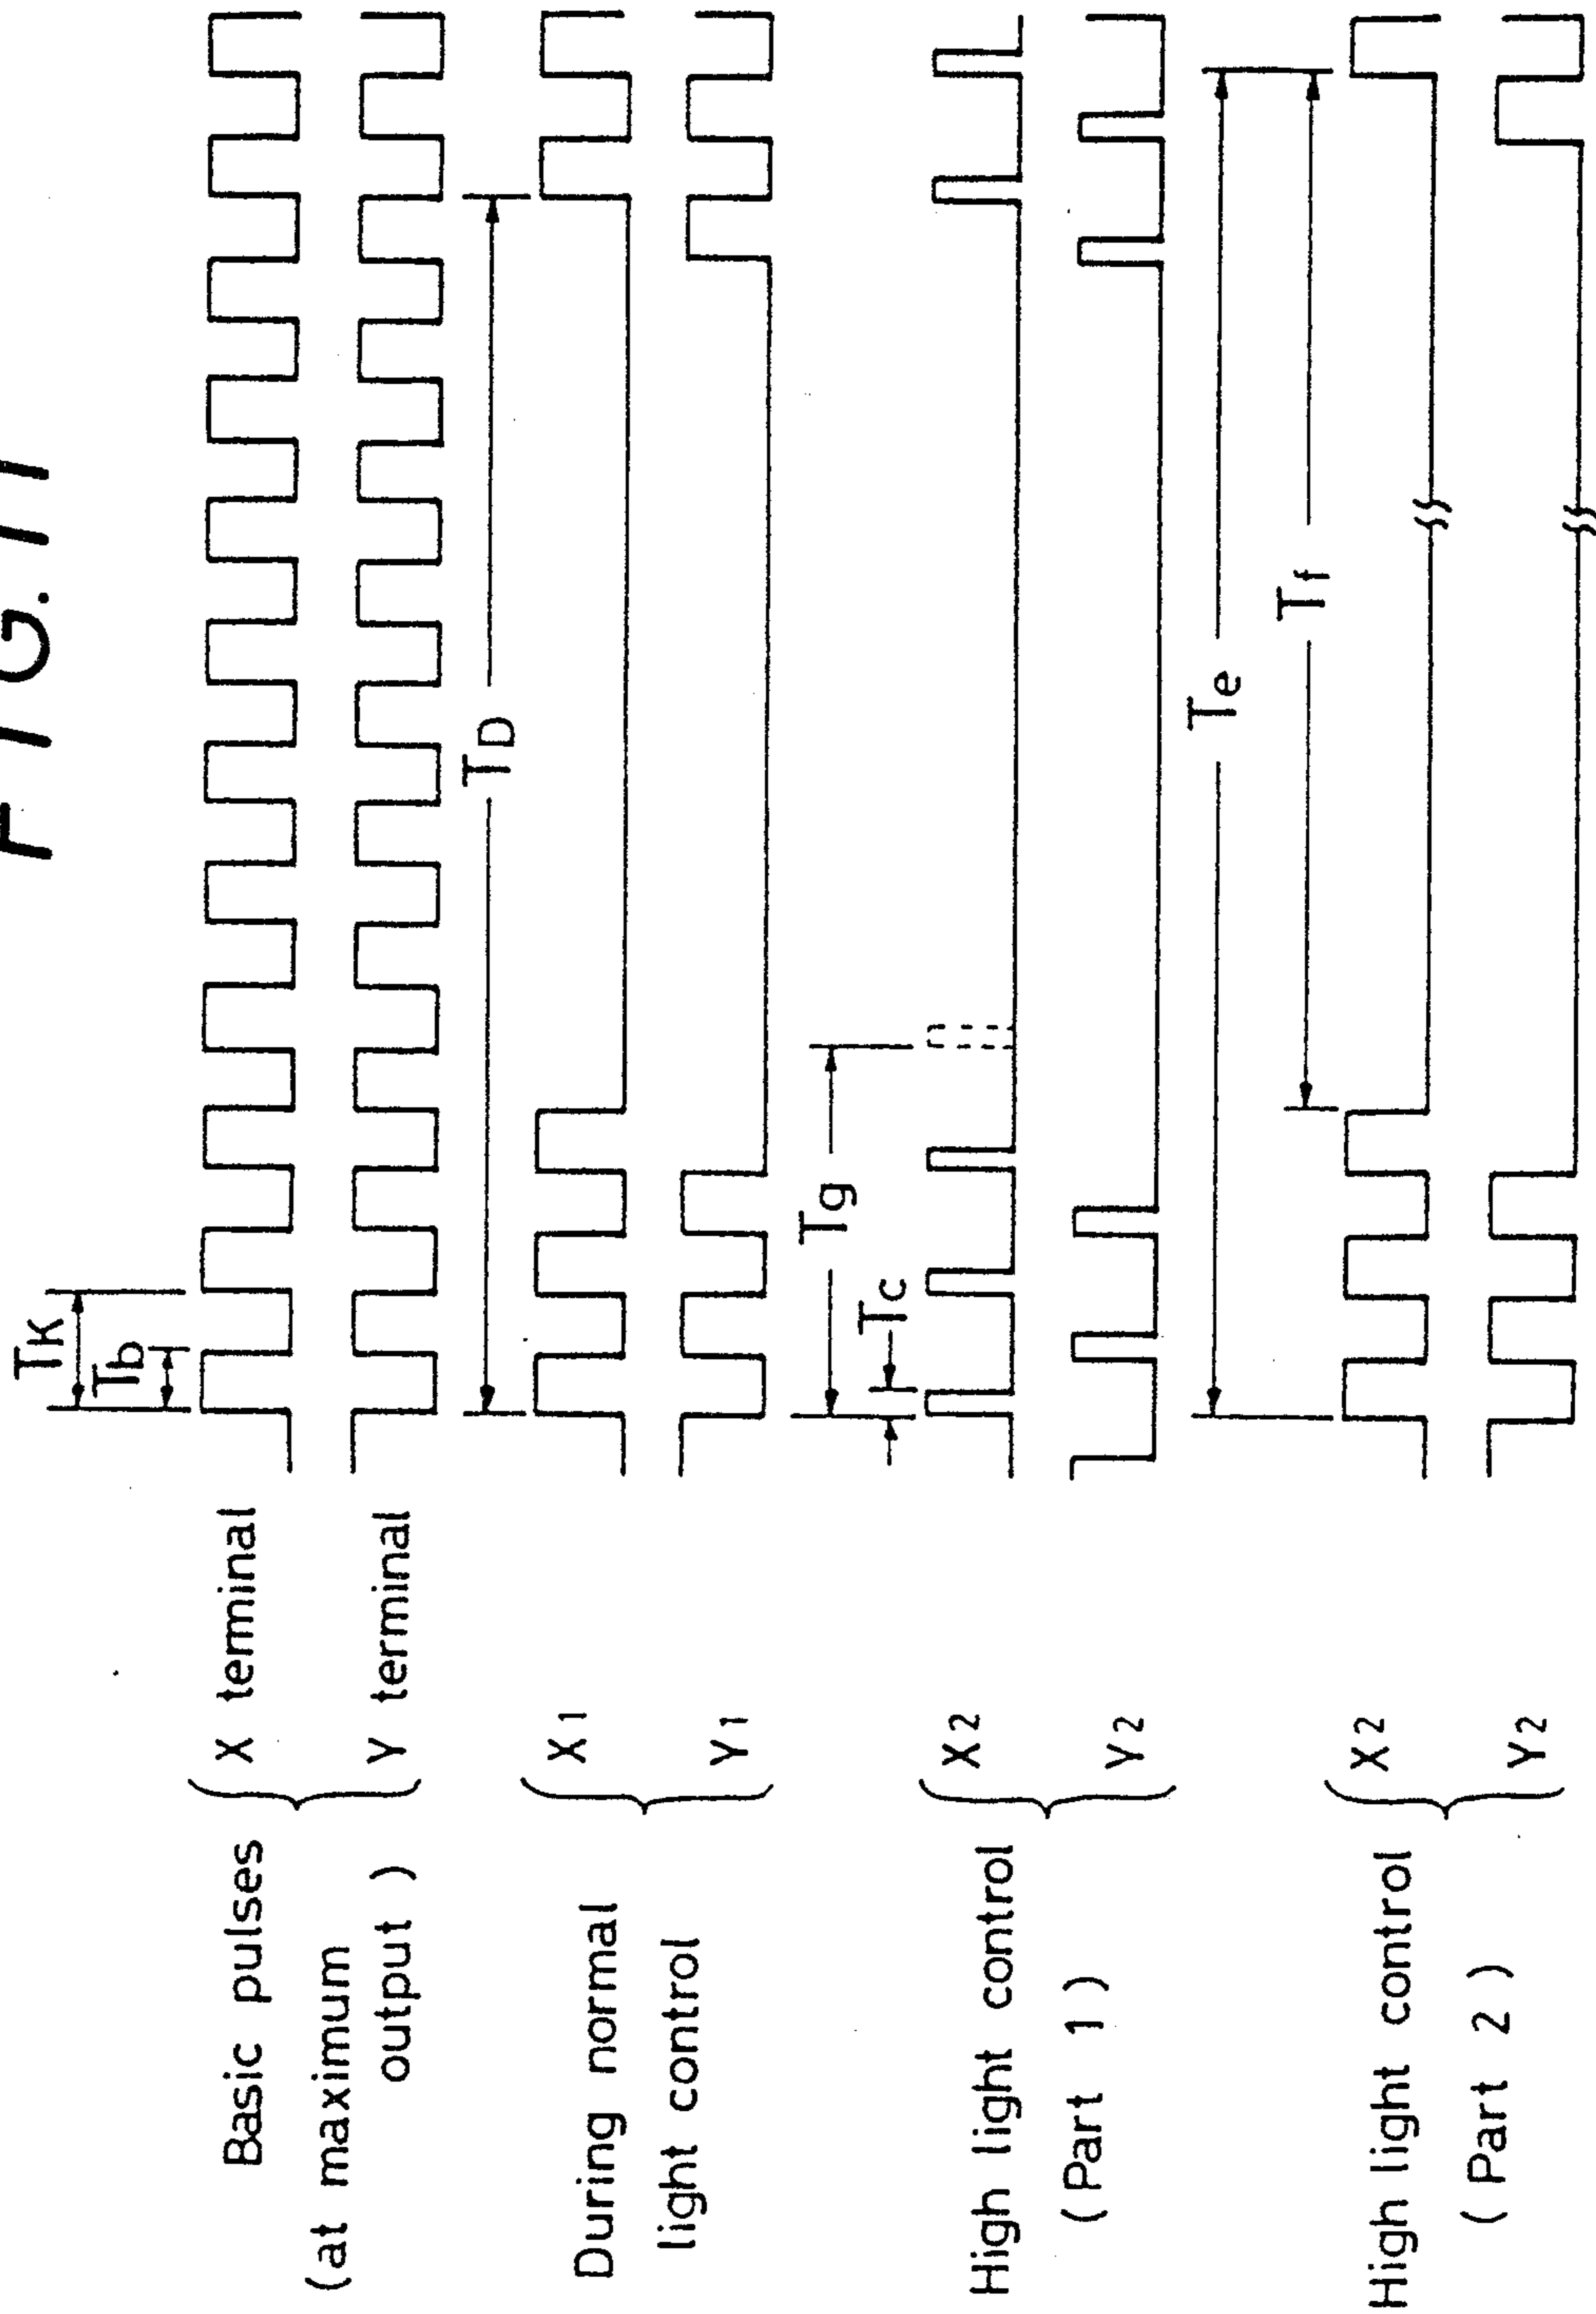 FIG. 11
TK
Tb
Basic pulses
(at maximum
output)
X terminal
Y terminal
TD
During normal
light control
X1
Y1
Tg
Tc
High light control
(Part 1)
X2
Y2
Te
Tf
High light control
(Part 2)
X2
Y2